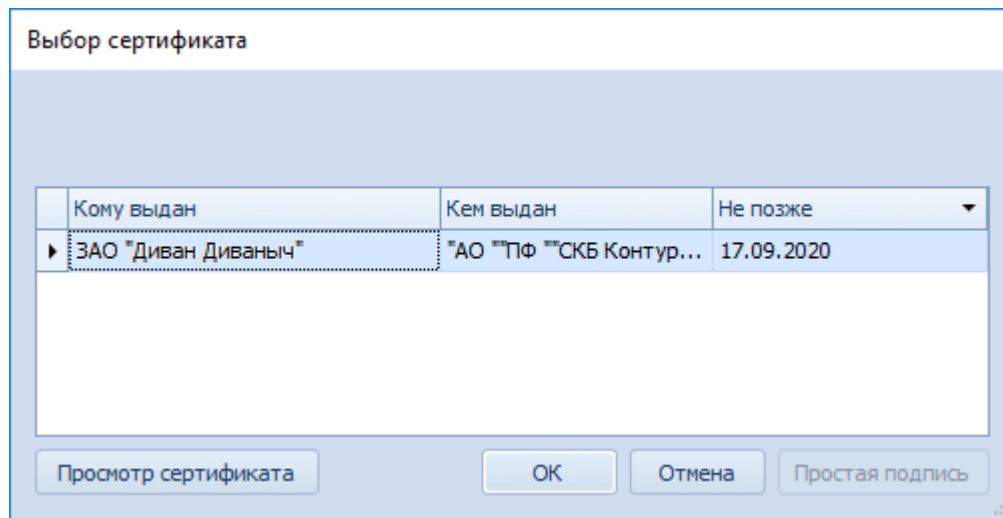 Выбор сертификата
Кому выдан Кем выдан Не позже
ЗАО "Диван Диваныч" "АО ""ПФ ""СКБ Контур... 17.09.2020
Просмотр сертификата ОК Отмена Простая подпись